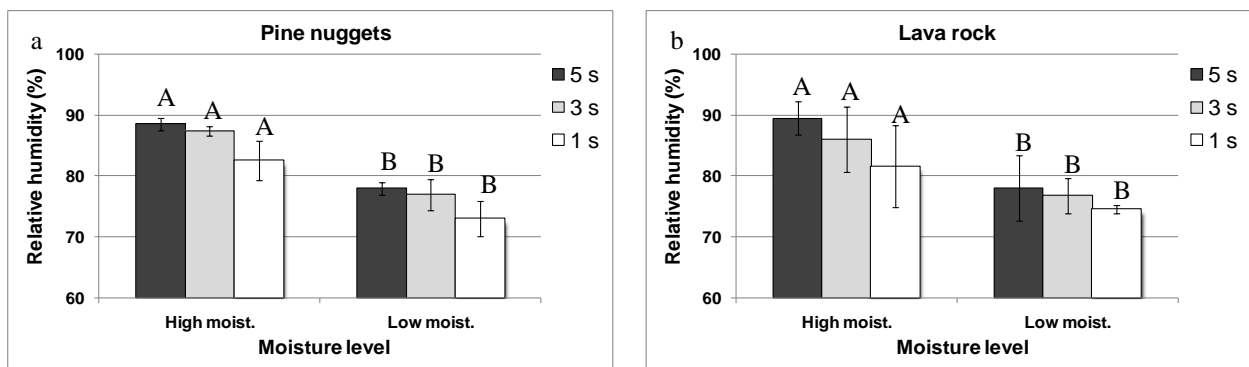 a
Pine nuggets
Relative humidity (%)
100
90
80
70
60
A A A
B B B
5 s
3 s
1 s
High moist. Low moist.
Moisture level
b
Lava rock
Relative humidity (%)
100
90
80
70
60
A A A
B B B
5 s
3 s
1 s
High moist. Low moist.
Moisture level